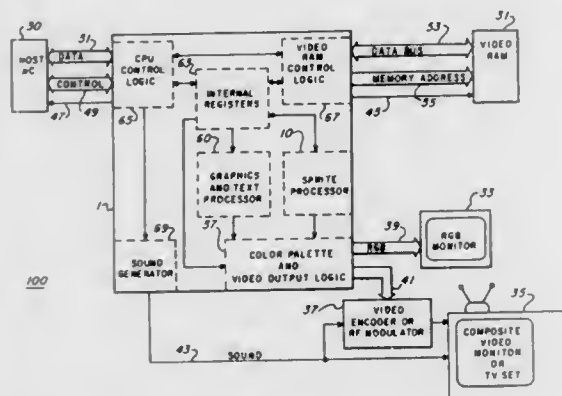 30
HOST
μC
51
DATA
CONTROL
47
49
CPU
CONTROL
LOGIC
65
63
INTERNAL
REGISTERS
VIDEO
RAM
CONTROL
LOGIC
67
53
DATA BUS
MEMORY ADDRESS
45
55
31
VIDEO
RAM
60
GRAPHICS
AND TEXT
PROCESSOR
10
SPRITE
PROCESSOR
1
69
SOUND
GENERATOR
57
COLOR PALETTE
AND
VIDEO OUTPUT LOGIC
39
RGB
33
RGB
MONITOR
41
37
VIDEO
ENCODER OR
RF MODULATOR
35
COMPOSITE
VIDEO
MONITOR
OR
TV SET
43
SOUND
100